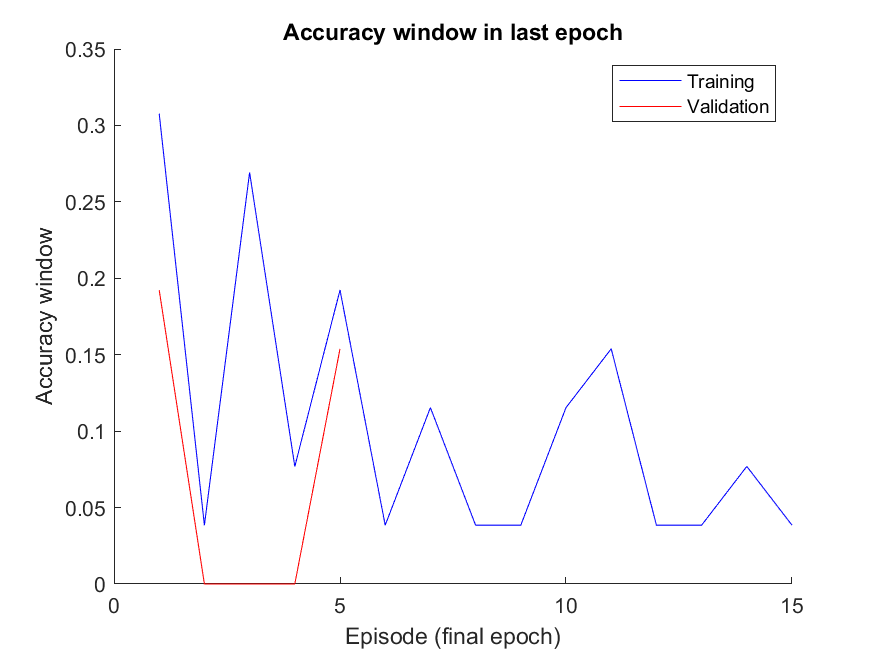 Accuracy window in last epoch
0.35
0.3
0.25
0.2
0.15
0.1
0.05
0
Accuracy window
Training
Validation
0 5 10 15
Episode (final epoch)